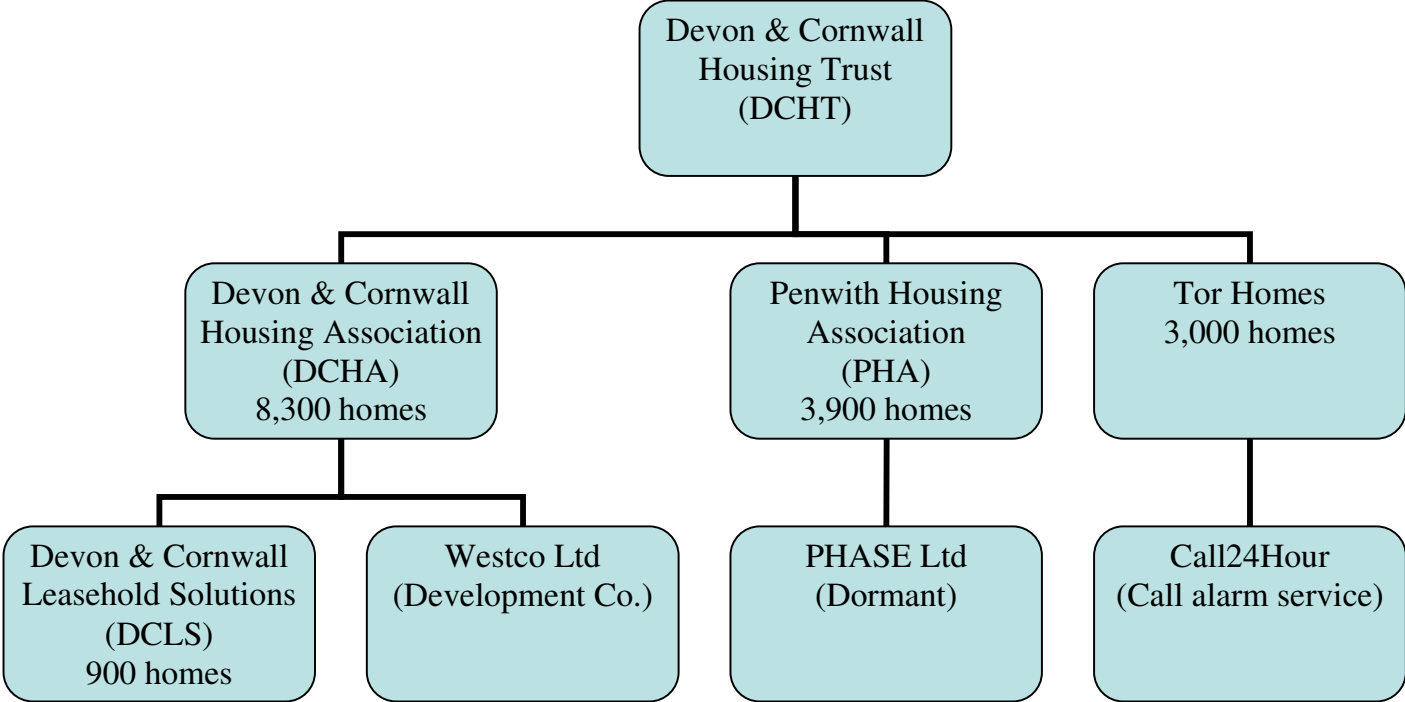 Devon & Cornwall
Housing Trust
(DCHT)
Devon & Cornwall
Housing Association
(DCHA)
8,300 homes
Penwith Housing
Association
(PHA)
3,900 homes
Tor Homes
3,000 homes
Devon & Cornwall
Leasehold Solutions
(DCLS)
900 homes
Westco Ltd
(Development Co.)
PHASE Ltd
(Dormant)
Call24Hour
(Call alarm service)